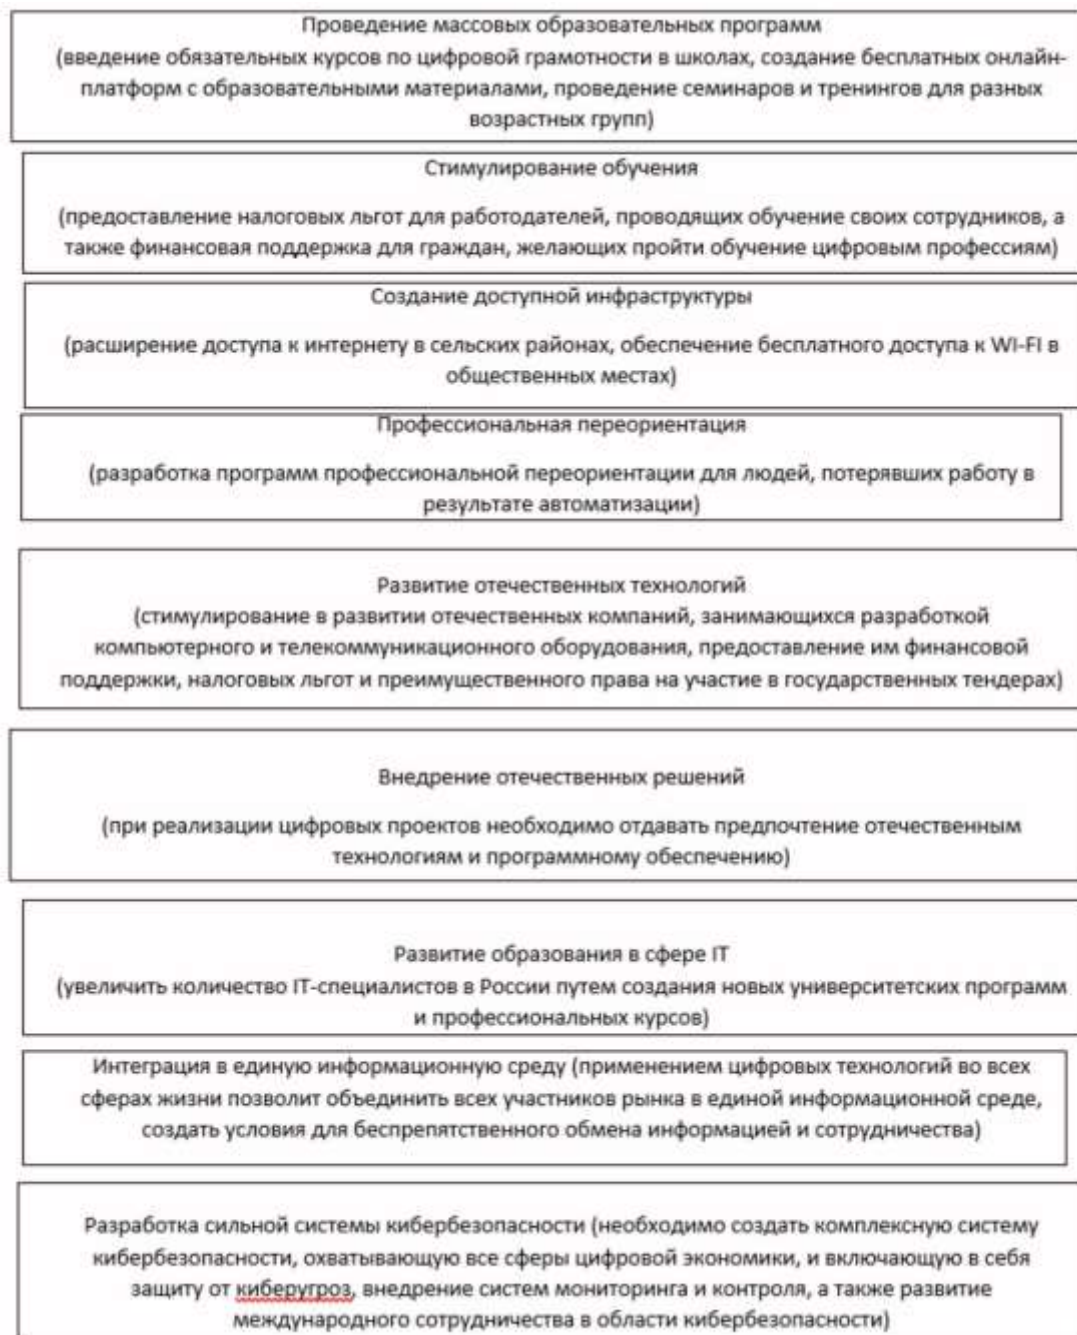 Проведение массовых образовательных программ
(введение обязательных курсов по цифровой грамотности в школах, создание бесплатных онлайн-
платформ с образовательными материалами, проведение семинаров и тренингов для разных
возрастных групп)
Стимулирование обучения
(предоставление налоговых льгот для работодателей, проводящих обучение своих сотрудников, а
также финансовая поддержка для граждан, желающих пройти обучение цифровым профессиям)
Создание доступной инфраструктуры
(расширение доступа к интернету в сельских районах, обеспечение бесплатного доступа к WI-FI в
общественных местах)
Профессиональная переориентация
(разработка программ профессиональной переориентации для людей, потерявших работу в
результате автоматизации)
Развитие отечественных технологий
(стимулирование в развитии отечественных компаний, занимающихся разработкой
компьютерного и телекоммуникационного оборудования, предоставление им финансовой
поддержки, налоговых льгот и преимущественного права на участие в государственных тендерах)
Внедрение отечественных решений
(при реализации цифровых проектов необходимо отдавать предпочтение отечественным
технологиям и программному обеспечению)
Развитие образования в сфере IT
(увеличить количество IT-специалистов в России путем создания новых университетских программ
и профессиональных курсов)
Интеграция в единую информационную среду (применением цифровых технологий во всех
сферах жизни позволит объединить всех участников рынка в единой информационной среде,
создать условия для беспрепятственного обмена информацией и сотрудничества)
Разработка сильной системы кибербезопасности (необходимо создать комплексную систему
кибербезопасности, охватывающую все сферы цифровой экономики, и включающую в себя
защиту от киберугроз, внедрение систем мониторинга и контроля, а также развитие
международного сотрудничества в области кибербезопасности)